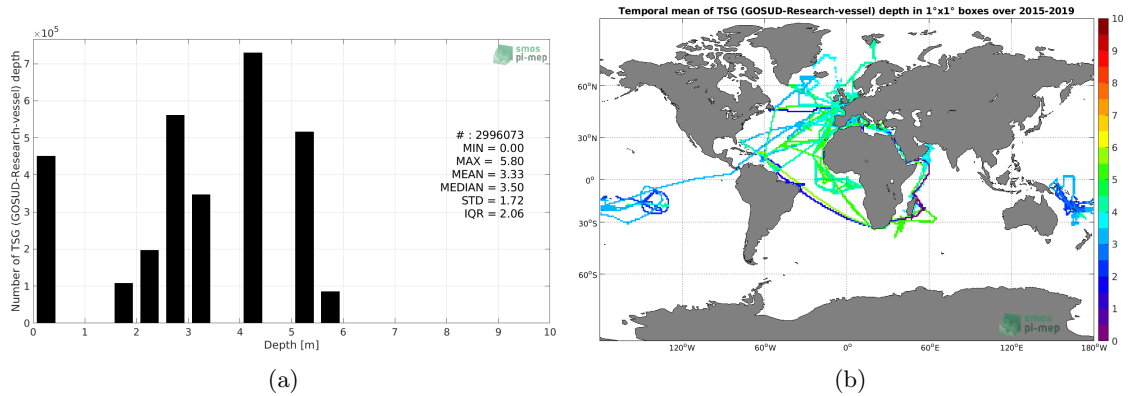 ×10^5
7
6
5
4
3
2
1
0
Number of TSG (GOSUD-Research-vessel) depth
smos
pi-mep
# : 2996073
MIN = 0.00
MAX = 5.80
MEAN = 3.33
MEDIAN = 3.50
STD = 1.72
IQR = 2.06
0 1 2 3 4 5 6 7 8 9 10
Depth [m]
(a)
Temporal mean of TSG (GOSUD-Research-vessel) depth in 1°x1° boxes over 2015-2019
60°N
30°N
0°
30°S
60°S
120°W 60°W 0° 60°E 120°E 180°W
smos
pi-mep
10
9
8
7
6
5
4
3
2
1
0
(b)